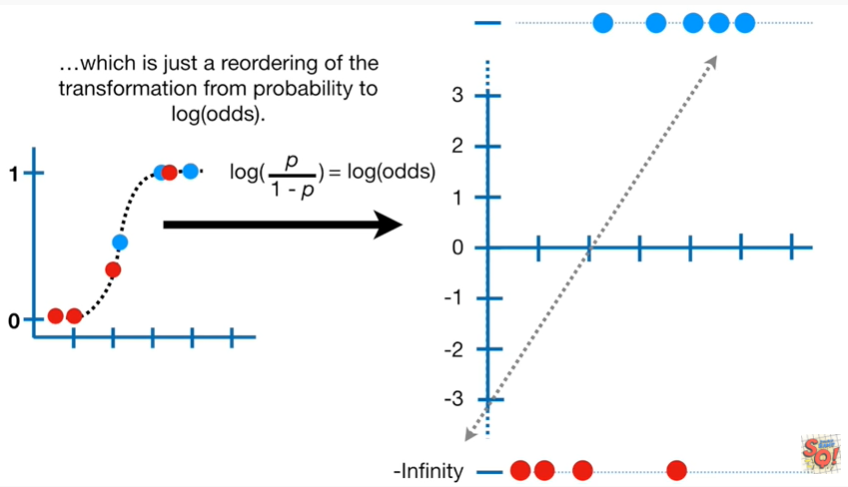 ...which is just a reordering of the
transformation from probability to
log(odds).
log(p/1 - p) = log(odds)
1
0
3
2
1
0
-1
-2
-3
-Infinity
SQ!